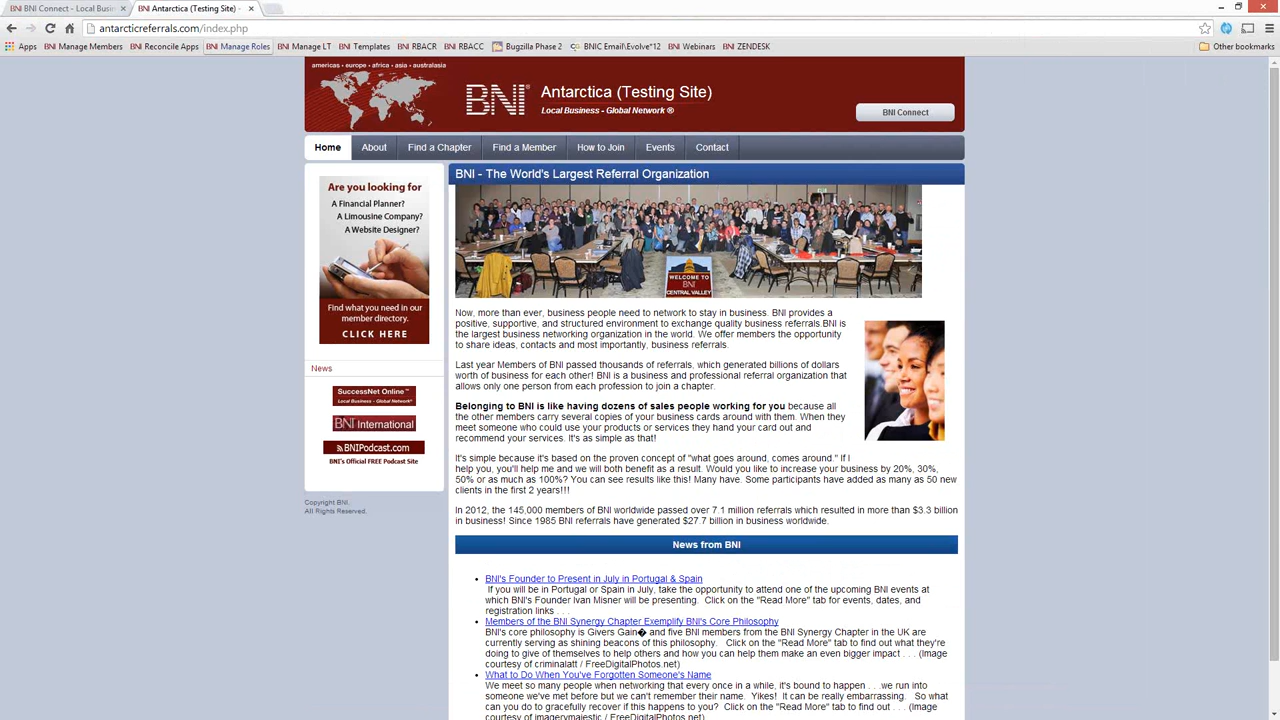 BNI BNI Connect - Local Busin
BNI Antarctica (Testing Site) -
antarcticreferrals.com/index.php
Apps
BNI Manage Members
BNI Reconcile Apps
BNI Manage Roles
BNI Manage LT
BNI Templates
BNI RBACR
BNI RBACC
Bugzilla Phase 2
BNIC Email\Evolve*12
BNI Webinars
BNI ZENDESK
Other bookmarks
americas • europe • africa • asia • australasia
BNI®
Antarctica (Testing Site)
Local Business - Global Network ®
BNI Connect
Home
About
Find a Chapter
Find a Member
How to Join
Events
Contact
Are you looking for
A Financial Planner?
A Limousine Company?
A Website Designer?
Find what you need in our
member directory.
CLICK HERE
News
SuccessNet Online™
Local Business - Global Network®
BNI International
BNIPodcast.com
BNI's Official FREE Podcast Site
Copyright BNI.
All Rights Reserved.
BNI - The World's Largest Referral Organization
WELCOME TO
BNI
CENTRAL VALLEY
Now, more than ever, business people need to network to stay in business. BNI provides a
positive, supportive, and structured environment to exchange quality business referrals.BNI is
the largest business networking organization in the world. We offer members the opportunity
to share ideas, contacts and most importantly, business referrals.
Last year Members of BNI passed thousands of referrals, which generated billions of dollars
worth of business for each other! BNI is a business and professional referral organization that
allows only one person from each profession to join a chapter.
Belonging to BNI is like having dozens of sales people working for you because all
the other members carry several copies of your business cards around with them. When they
meet someone who could use your products or services they hand your card out and
recommend your services. It's as simple as that!
It's simple because it's based on the proven concept of "what goes around, comes around." If I
help you, you'll help me and we will both benefit as a result. Would you like to increase your business by 20%, 30%,
50% or as much as 100%? You can see results like this! Many have. Some participants have added as many as 50 new
clients in the first 2 years!!!
In 2012, the 145,000 members of BNI worldwide passed over 7.1 million referrals which resulted in more than $3.3 billion
in business! Since 1985 BNI referrals have generated $27.7 billion in business worldwide.
News from BNI
• BNI's Founder to Present in July in Portugal & Spain
If you will be in Portugal or Spain in July, take the opportunity to attend one of the upcoming BNI events at
which BNI's Founder Ivan Misner will be presenting. Click on the "Read More" tab for events, dates, and
registration links . . .
• Members of the BNI Synergy Chapter Exemplify BNI's Core Philosophy
BNI's core philosophy is Givers Gain� and five BNI members from the BNI Synergy Chapter in the UK are
currently serving as shining beacons of this philosophy. Click on the "Read More" tab to find out what they're
doing to give of themselves to help others and how you can help them make an even bigger impact . . . (Image
courtesy of criminalatt / FreeDigitalPhotos.net)
• What to Do When You've Forgotten Someone's Name
We meet so many people when networking that every once in a while, it's bound to happen . . .we run into
someone we've met before but we can't remember their name. Yikes! It can be really embarrassing. So what
can you do to gracefully recover if this happens to you? Click on the "Read More" tab to find out . . . (Image
courtesy of imagerymajestic / FreeDigitalPhotos.net)